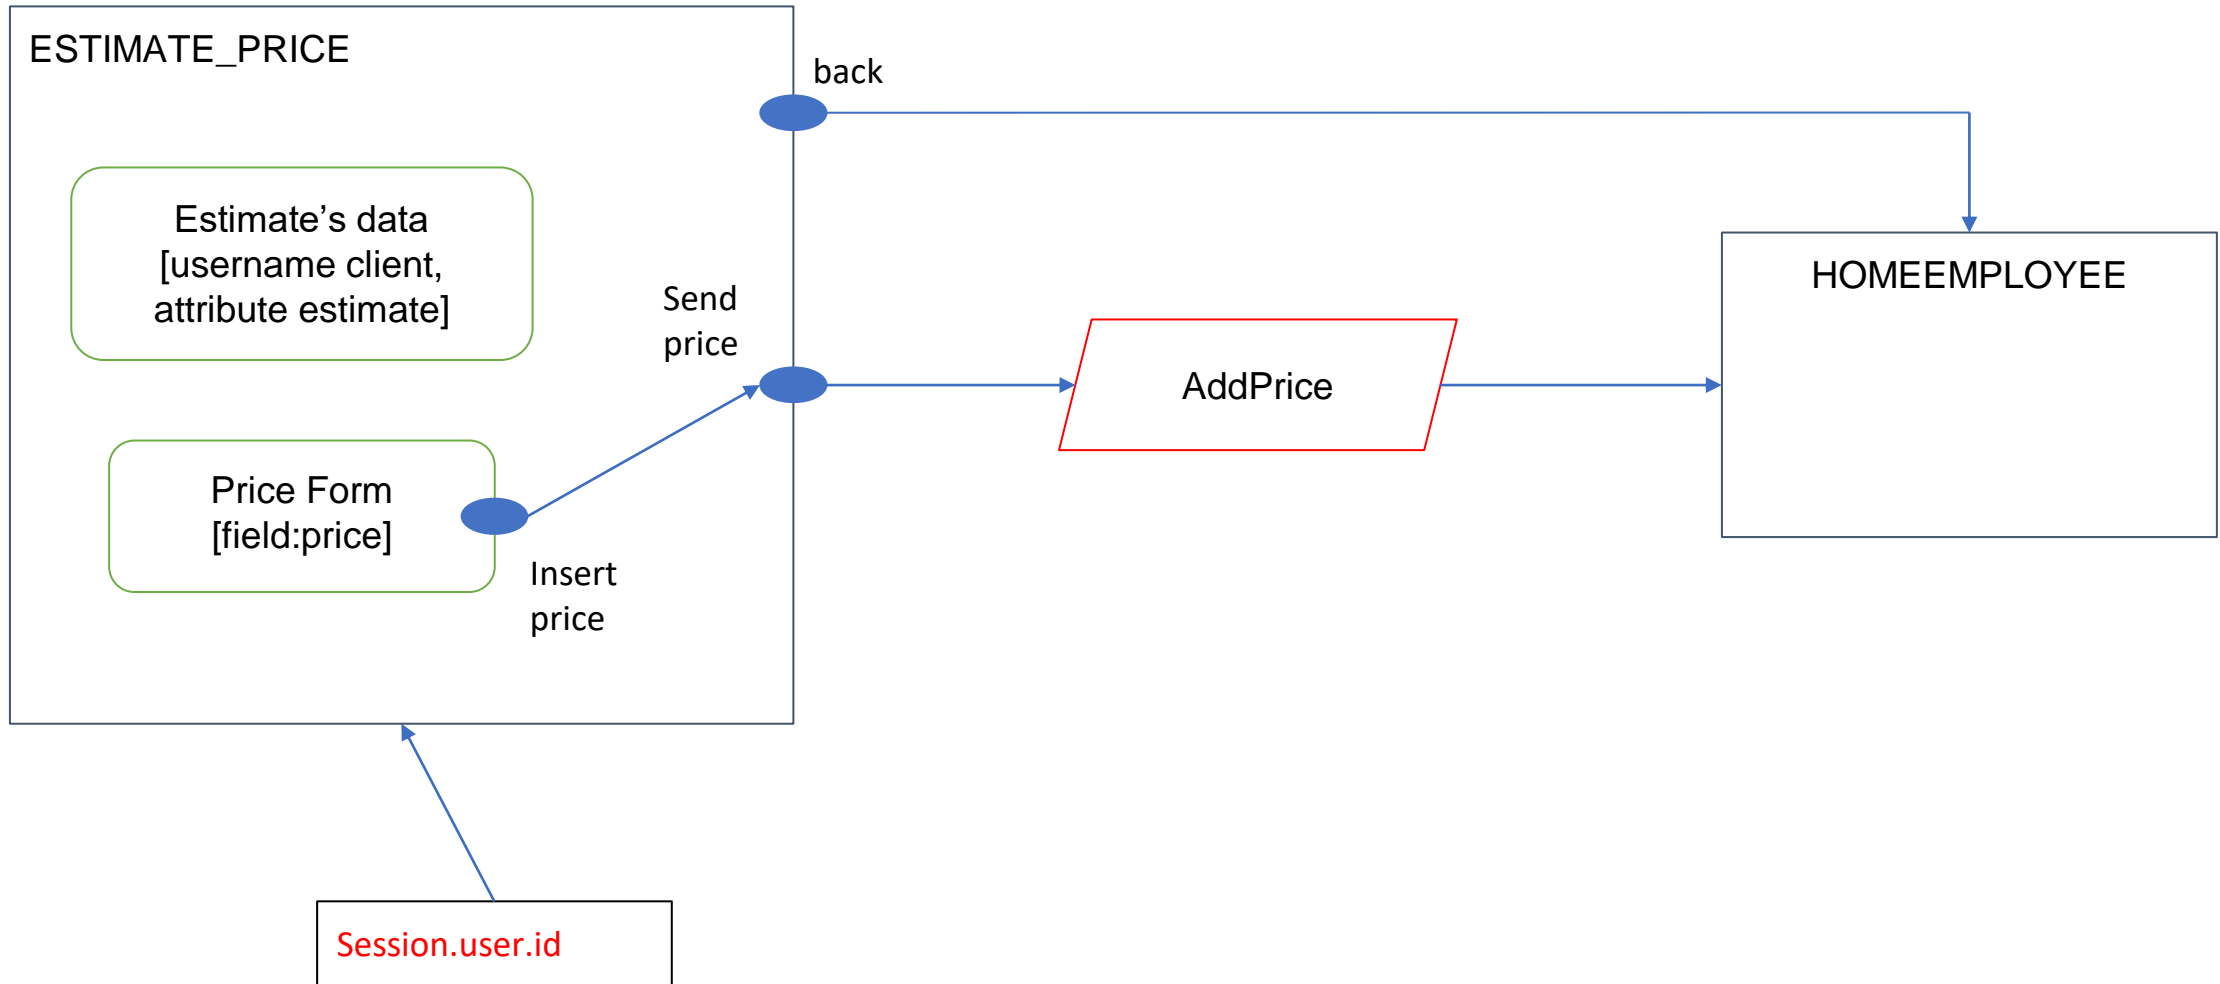 ESTIMATE_PRICE
back
Estimate’s data
[username client,
attribute estimate]
Send
price
HOMEEMPLOYEE
AddPrice
Price Form
[field:price]
Insert
price
Session.user.id